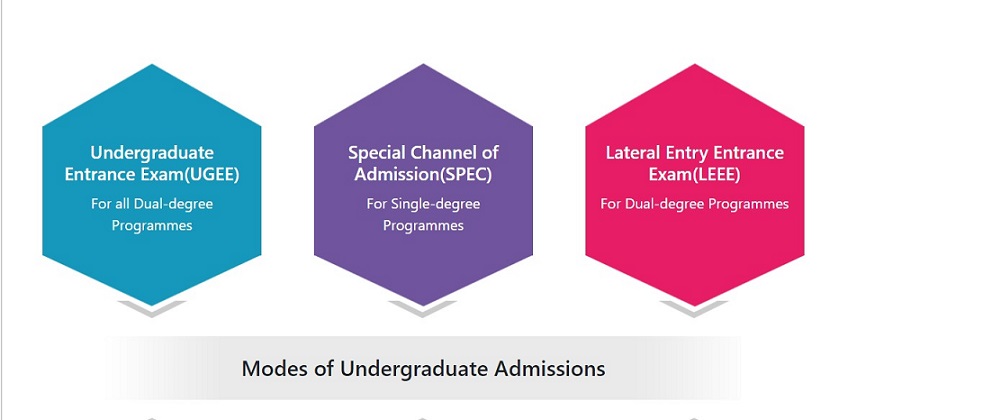 Undergraduate
Entrance Exam(UGEE)
For all Dual-degree
Programmes
Special Channel of
Admission(SPEC)
For Single-degree
Programmes
Lateral Entry Entrance
Exam(LEEE)
For Dual-degree Programmes
Modes of Undergraduate Admissions